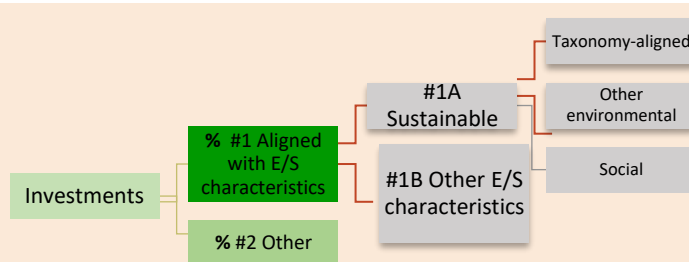 Investments
% #1 Aligned
with E/S
characteristics
% #2 Other
#1A
Sustainable
#1B Other E/S
characteristics
Taxonomy-aligned
Other
environmental
Social